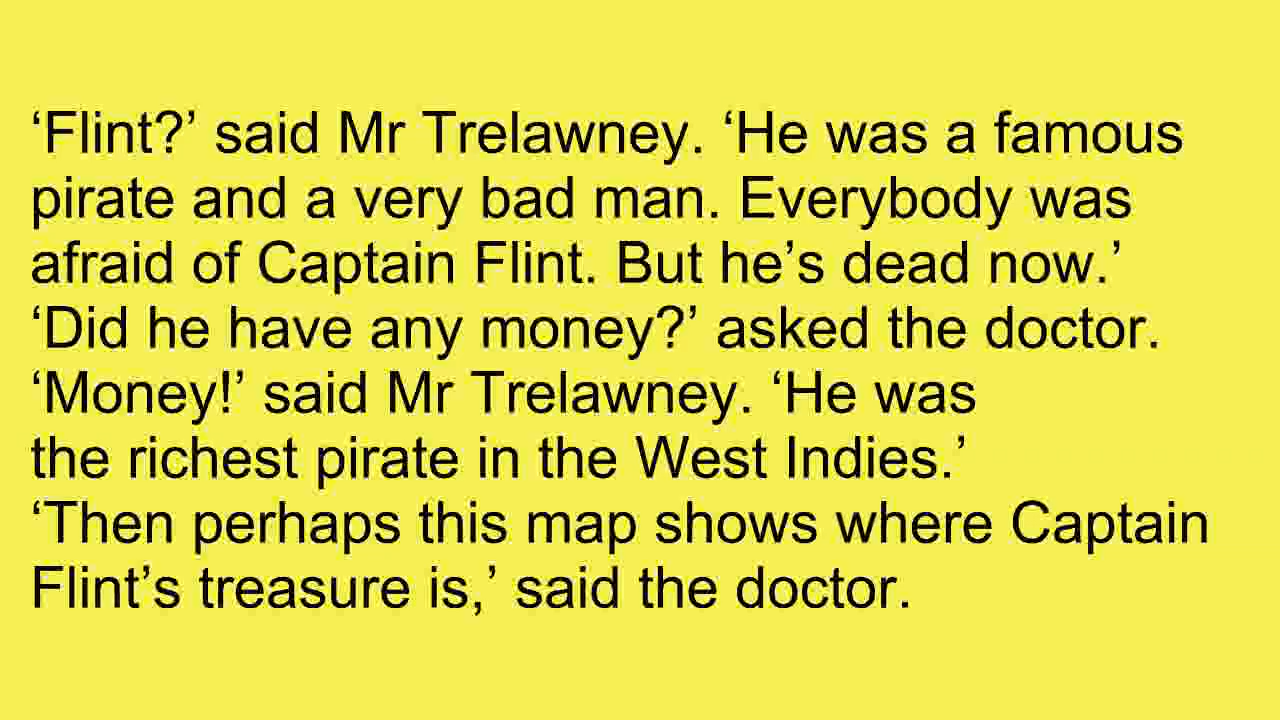 ‘Flint?’ said Mr Trelawney. ‘He was a famous
pirate and a very bad man. Everybody was
afraid of Captain Flint. But he’s dead now.’
‘Did he have any money?’ asked the doctor.
‘Money!’ said Mr Trelawney. ‘He was
the richest pirate in the West Indies.’
‘Then perhaps this map shows where Captain
Flint’s treasure is,’ said the doctor.